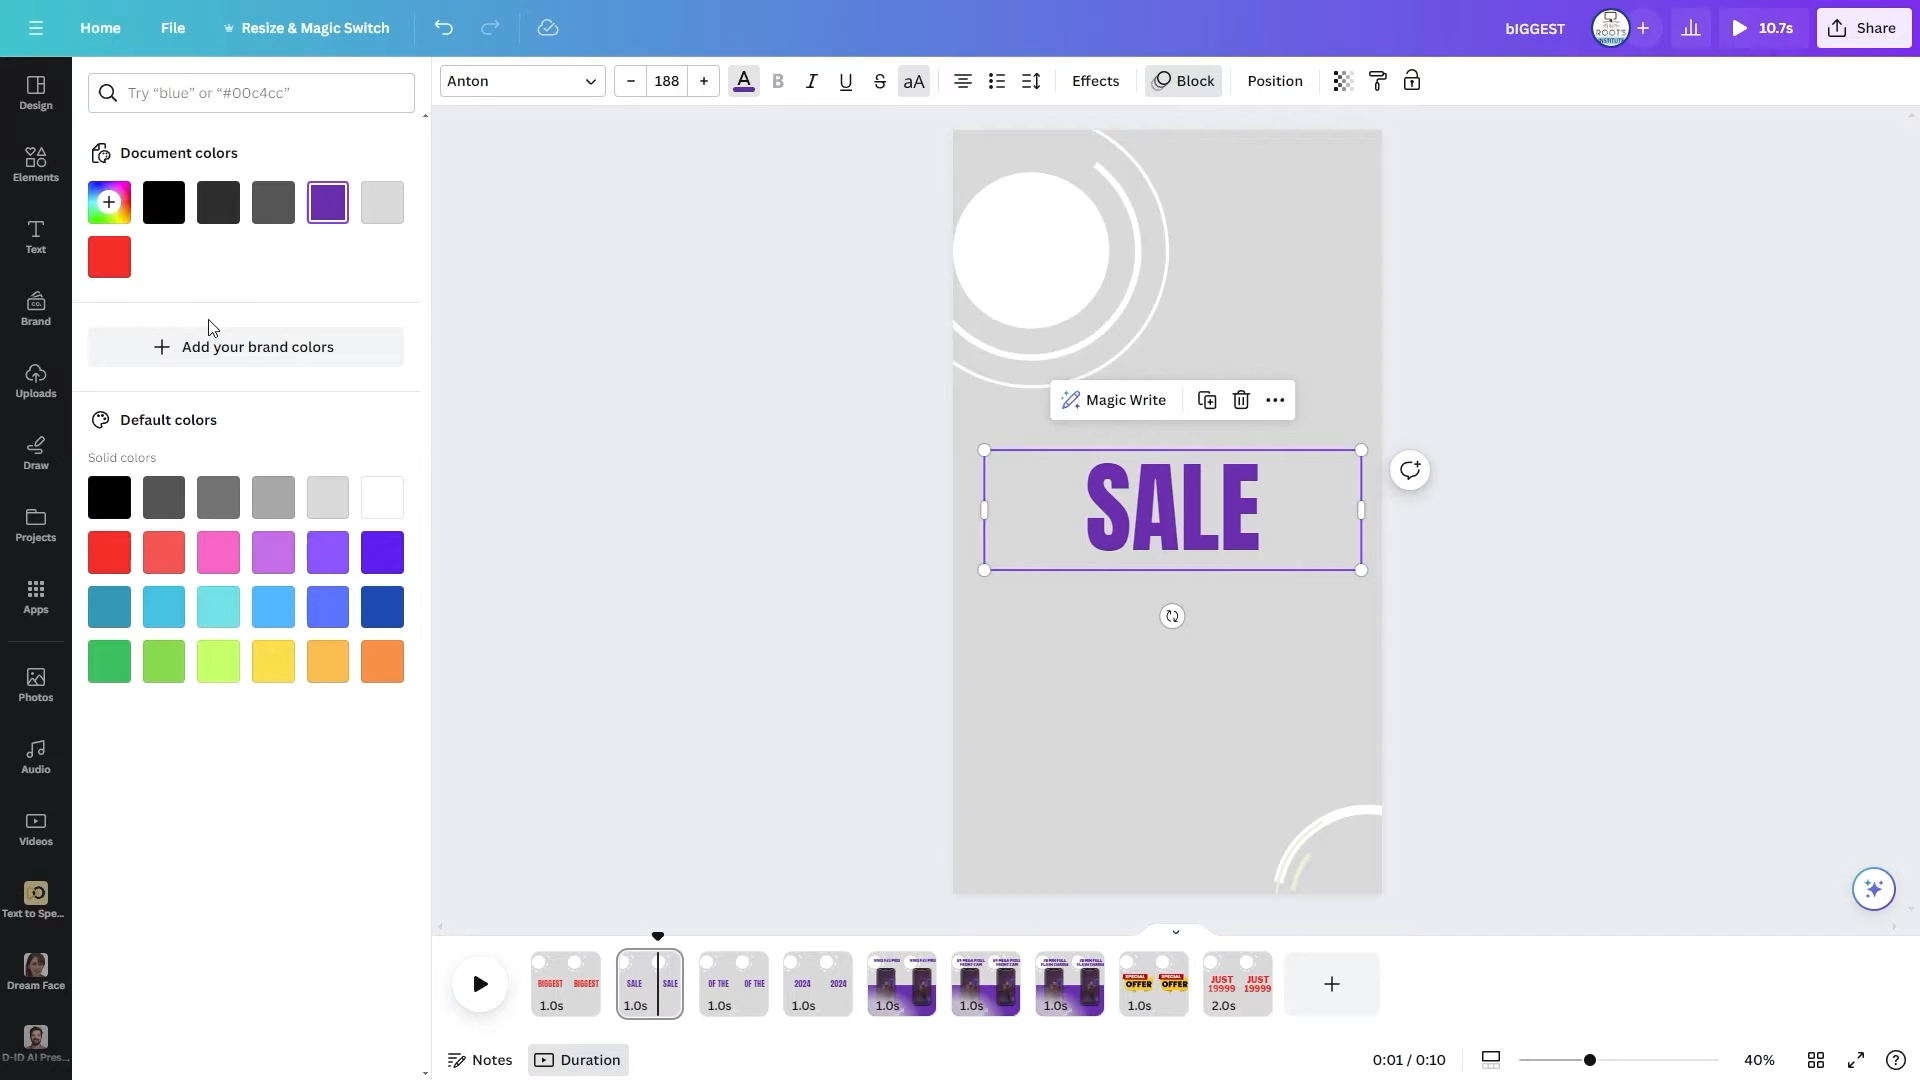 Home File Resize & Magic Switch bIGGEST 10.7s Share
Try “blue” or “#00c4cc”
Anton 188 A B I U S aA Effects Block Position
Design
Elements
Text
Brand
Uploads
Draw
Projects
Apps
Photos
Audio
Videos
Text to Spe...
Dream Face
D-ID AI Pres...
Document colors
Add your brand colors
Default colors
Solid colors
Magic Write
SALE
BIGGEST BIGGEST
1.0s
SALE SALE
1.0s
OF THE OF THE
1.0s
2024 2024
1.0s
1.0s
1.0s
1.0s
SPECIAL OFFER SPECIAL OFFER
1.0s
JUST 19999 JUST 19999
2.0s
Notes Duration 0:01 / 0:10 40%